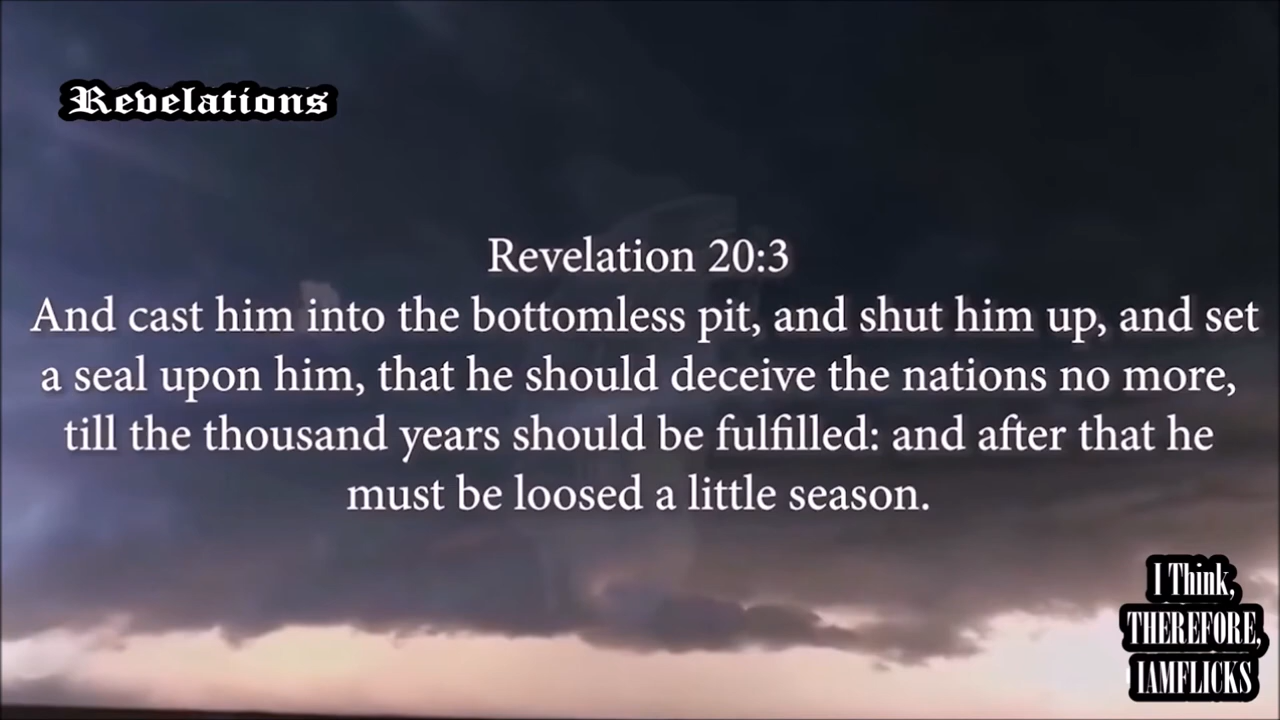 Revelations
Revelation 20:3
And cast him into the bottomless pit, and shut him up, and set
a seal upon him, that he should deceive the nations no more,
till the thousand years should be fulfilled: and after that he
must be loosed a little season.
I Think,
THEREFORE,
IAMFLICKS